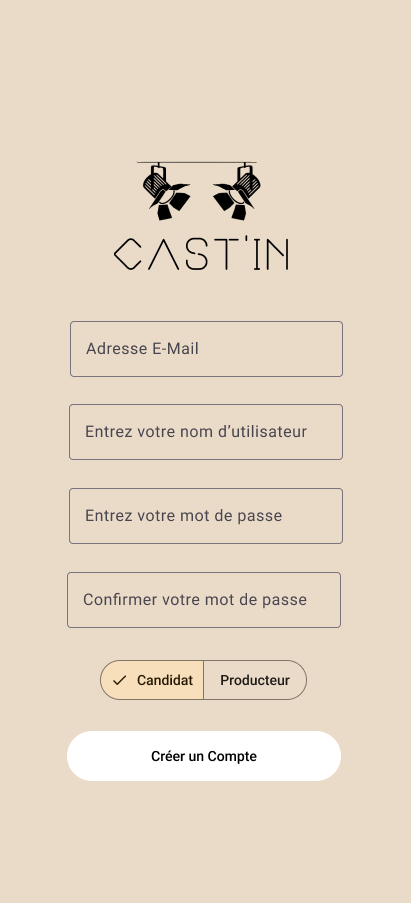 CAST'IN
Adresse E-Mail
Entrez votre nom d’utilisateur
Entrez votre mot de passe
Confirmer votre mot de passe
Candidat Producteur
Créer un Compte